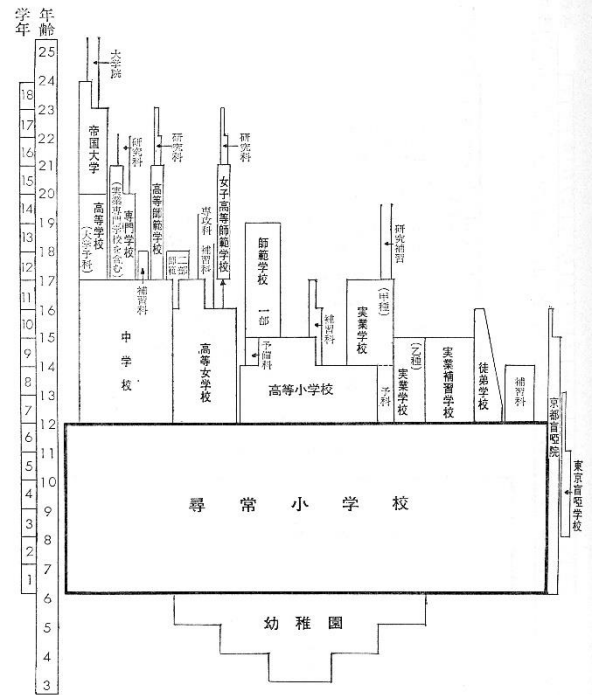 学年
年齢
25
24
23
22
21
20
19
18
17
16
15
14
13
12
11
10
9
8
7
6
5
4
3
18
17
16
15
14
13
12
11
10
9
8
7
6
5
4
3
2
1
大学院
帝国大学
高等学校
(大学予科)
研究科
専門学校
(実業専門学校を含む)
補習科
研究科
高等師範学校
師範二部
専攻科
補習科
研究科
女子高等師範学校
師範学校
一部
予備科
補習科
研究補習
(甲種)
実業学校
予科
(乙種)
実業学校
実業補習学校
徒弟学校
補習科
京都盲唖院
東京盲唖学校
中学校
高等女学校
高等小学校
尋常小学校
幼稚園